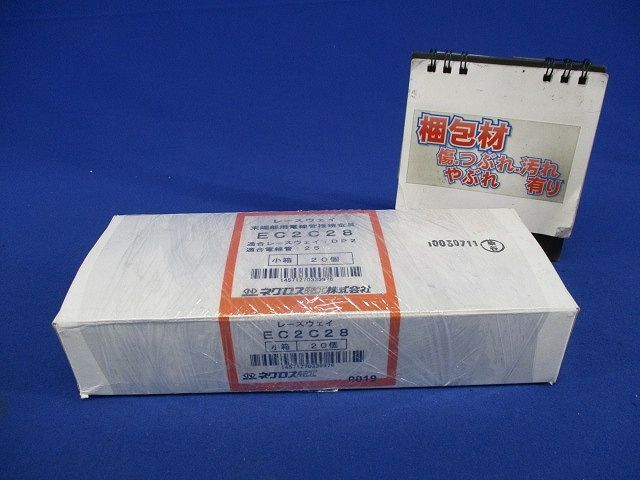 梱包材
傷.つぶれ.汚れ
やぶれ 有り
レースウェイ
末端部用電線管接続金具
EC2C28
適合レースウェイ:DP2
適合電線管:28
小箱 20個
14571270339976
ネグロス電工株式会社
10030711
レースウェイ
EC2C28
小箱 20個
14571270339976
ネグロス電工
0019